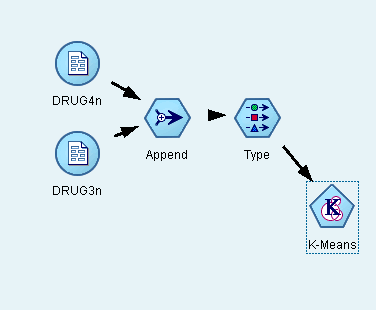 DRUG4n
Append
Type
DRUG3n
K
K-Means